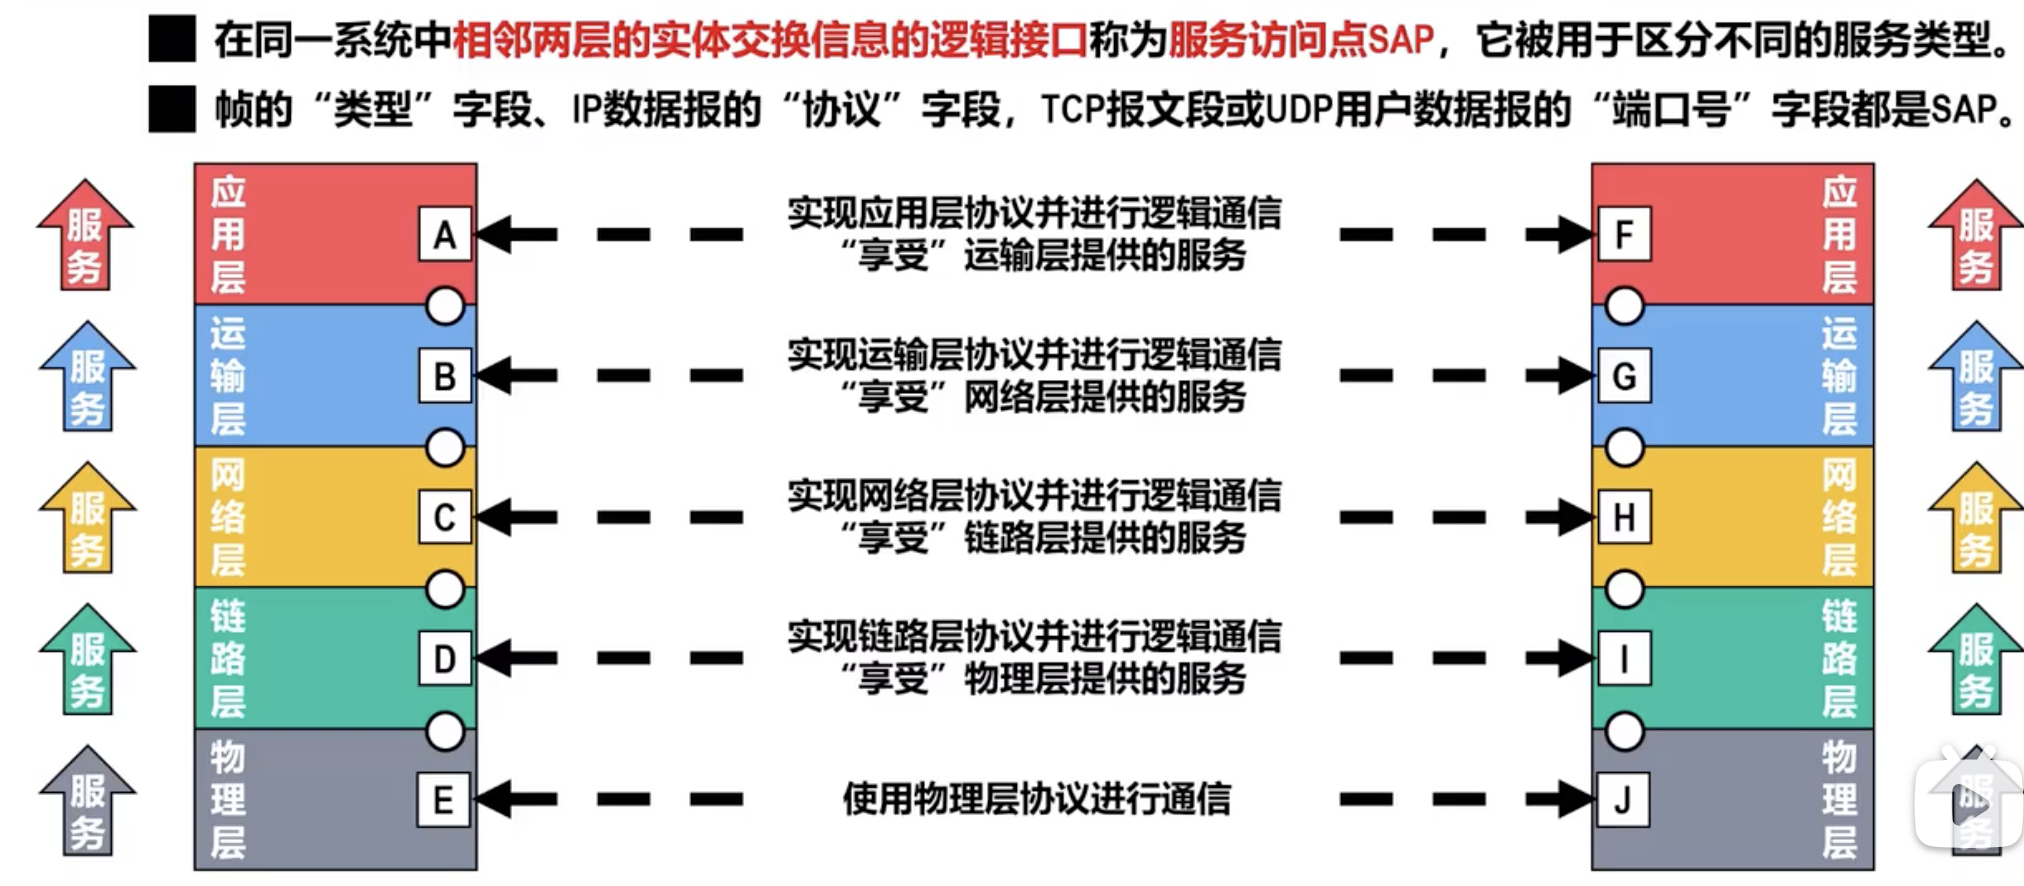 在同一系统中相邻两层的实体交换信息的逻辑接口称为服务访问点SAP，它被用于区分不同的服务类型。
帧的“类型”字段、IP数据报的“协议”字段，TCP报文段或UDP用户数据报的“端口号”字段都是SAP。
服务
应用层
A
实现应用层协议并进行逻辑通信
“享受”运输层提供的服务
F
应用层
服务
服务
运输层
B
实现运输层协议并进行逻辑通信
“享受”网络层提供的服务
G
运输层
服务
服务
网络层
C
实现网络层协议并进行逻辑通信
“享受”链路层提供的服务
H
网络层
服务
服务
链路层
D
实现链路层协议并进行逻辑通信
“享受”物理层提供的服务
I
链路层
服务
服务
物理层
E
使用物理层协议进行通信
J
物理层
服务